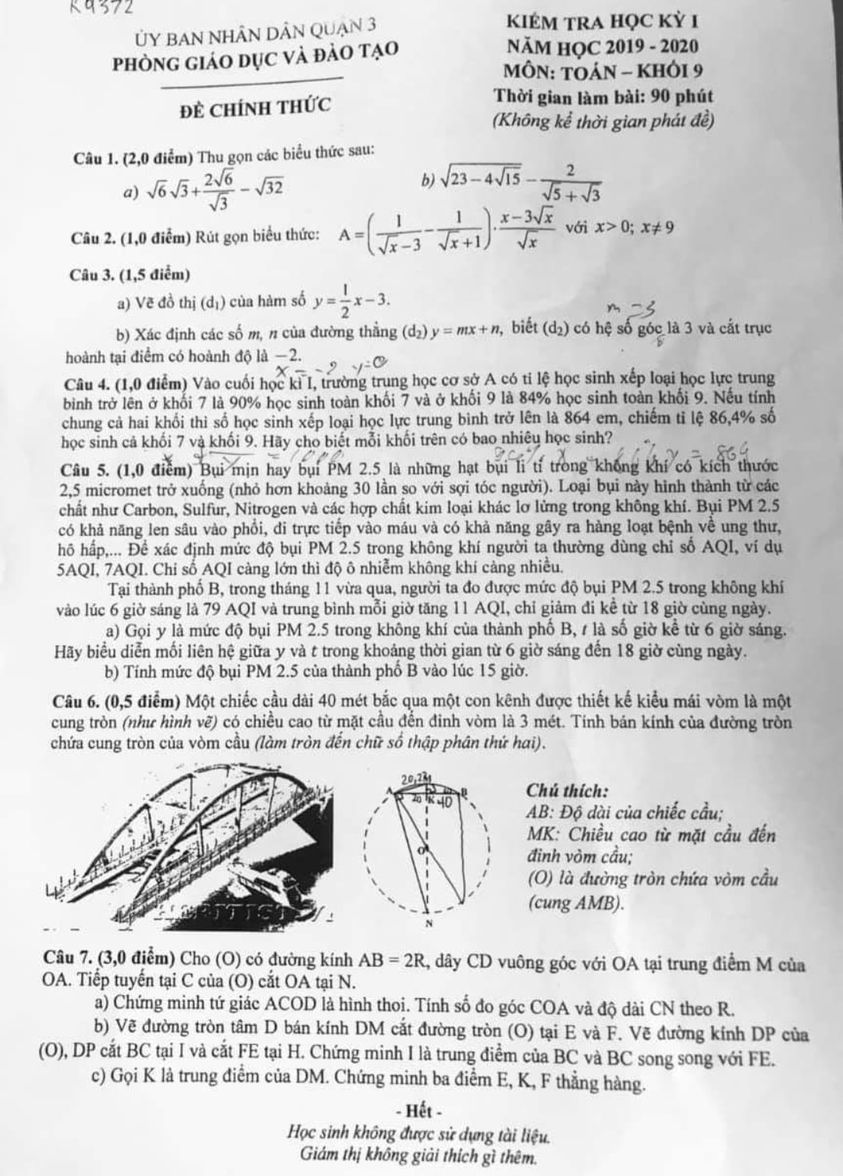 K9372
ỦY BAN NHÂN DÂN QUẬN 3
PHÒNG GIÁO DỤC VÀ ĐÀO TẠO
ĐỀ CHÍNH THỨC
KIỂM TRA HỌC KỲ I
NĂM HỌC 2019 - 2020
MÔN: TOÁN – KHỐI 9
Thời gian làm bài: 90 phút
(Không kể thời gian phát đề)
Câu 1. (2,0 điểm) Thu gọn các biểu thức sau:
a) √6 √3 + 2√6/√3 − √32
b) √(23 − 4√15) − 2/(√5 + √3)
Câu 2. (1,0 điểm) Rút gọn biểu thức: A = (1/(√x − 3) − 1/(√x + 1)) . (x − 3√x)/√x với x > 0; x ≠ 9
Câu 3. (1,5 điểm)
a) Vẽ đồ thị (d₁) của hàm số y = 1/2 x − 3.
m = 3
b) Xác định các số m, n của đường thẳng (d₂) y = mx + n, biết (d₂) có hệ số góc là 3 và cắt trục
hoành tại điểm có hoành độ là −2.
x = -2 y=0
Câu 4. (1,0 điểm) Vào cuối học kì I, trường trung học cơ sở A có tỉ lệ học sinh xếp loại học lực trung
bình trở lên ở khối 7 là 90% học sinh toàn khối 7 và ở khối 9 là 84% học sinh toàn khối 9. Nếu tính
chung cả hai khối thì số học sinh xếp loại học lực trung bình trở lên là 864 em, chiếm tỉ lệ 86,4% số
học sinh cả khối 7 và khối 9. Hãy cho biết mỗi khối trên có bao nhiêu học sinh?
Câu 5. (1,0 điểm) Bụi mịn hay bụi PM 2.5 là những hạt bụi li ti trong không khí có kích thước
2,5 micromet trở xuống (nhỏ hơn khoảng 30 lần so với sợi tóc người). Loại bụi này hình thành từ các
chất như Carbon, Sulfur, Nitrogen và các hợp chất kim loại khác lơ lửng trong không khí. Bụi PM 2.5
có khả năng len sâu vào phổi, đi trực tiếp vào máu và có khả năng gây ra hàng loạt bệnh về ung thư,
hô hấp,... Để xác định mức độ bụi PM 2.5 trong không khí người ta thường dùng chỉ số AQI, ví dụ
5AQI, 7AQI. Chỉ số AQI càng lớn thì độ ô nhiễm không khí càng nhiều.
Tại thành phố B, trong tháng 11 vừa qua, người ta đo được mức độ bụi PM 2.5 trong không khí
vào lúc 6 giờ sáng là 79 AQI và trung bình mỗi giờ tăng 11 AQI, chỉ giảm đi kể từ 18 giờ cùng ngày.
a) Gọi y là mức độ bụi PM 2.5 trong không khí của thành phố B, t là số giờ kể từ 6 giờ sáng.
Hãy biểu diễn mối liên hệ giữa y và t trong khoảng thời gian từ 6 giờ sáng đến 18 giờ cùng ngày.
b) Tính mức độ bụi PM 2.5 của thành phố B vào lúc 15 giờ.
Câu 6. (0,5 điểm) Một chiếc cầu dài 40 mét bắc qua một con kênh được thiết kế kiểu mái vòm là một
cung tròn (như hình vẽ) có chiều cao từ mặt cầu đến đỉnh vòm là 3 mét. Tính bán kính của đường tròn
chứa cung tròn của vòm cầu (làm tròn đến chữ số thập phân thứ hai).
20,2 M
A 20 K 40 B
O
N
Chú thích:
AB: Độ dài của chiếc cầu;
MK: Chiều cao từ mặt cầu đến
đỉnh vòm cầu;
(O) là đường tròn chứa vòm cầu
(cung AMB).
Câu 7. (3,0 điểm) Cho (O) có đường kính AB = 2R, dây CD vuông góc với OA tại trung điểm M của
OA. Tiếp tuyến tại C của (O) cắt OA tại N.
a) Chứng minh tứ giác ACOD là hình thoi. Tính số đo góc COA và độ dài CN theo R.
b) Vẽ đường tròn tâm D bán kính DM cắt đường tròn (O) tại E và F. Vẽ đường kính DP của
(O), DP cắt BC tại I và cắt FE tại H. Chứng minh I là trung điểm của BC và BC song song với FE.
c) Gọi K là trung điểm của DM. Chứng minh ba điểm E, K, F thẳng hàng.
- Hết -
Học sinh không được sử dụng tài liệu.
Giám thị không giải thích gì thêm.